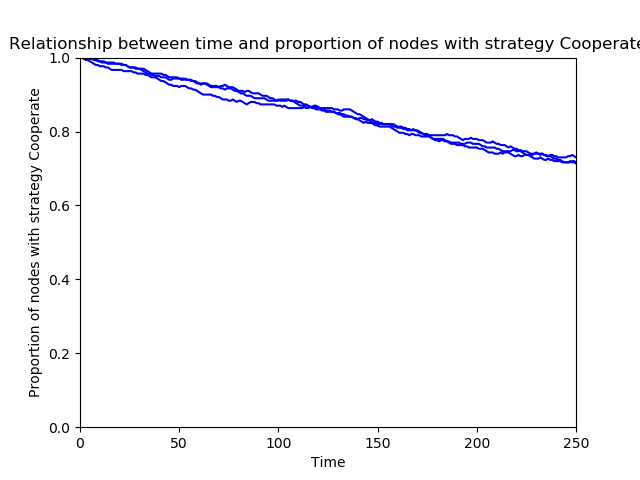 Relationship between time and proportion of nodes with strategy Cooperate
1.0
0.8
0.6
0.4
0.2
0.0
Proportion of nodes with strategy Cooperate
0 50 100 150 200 250
Time